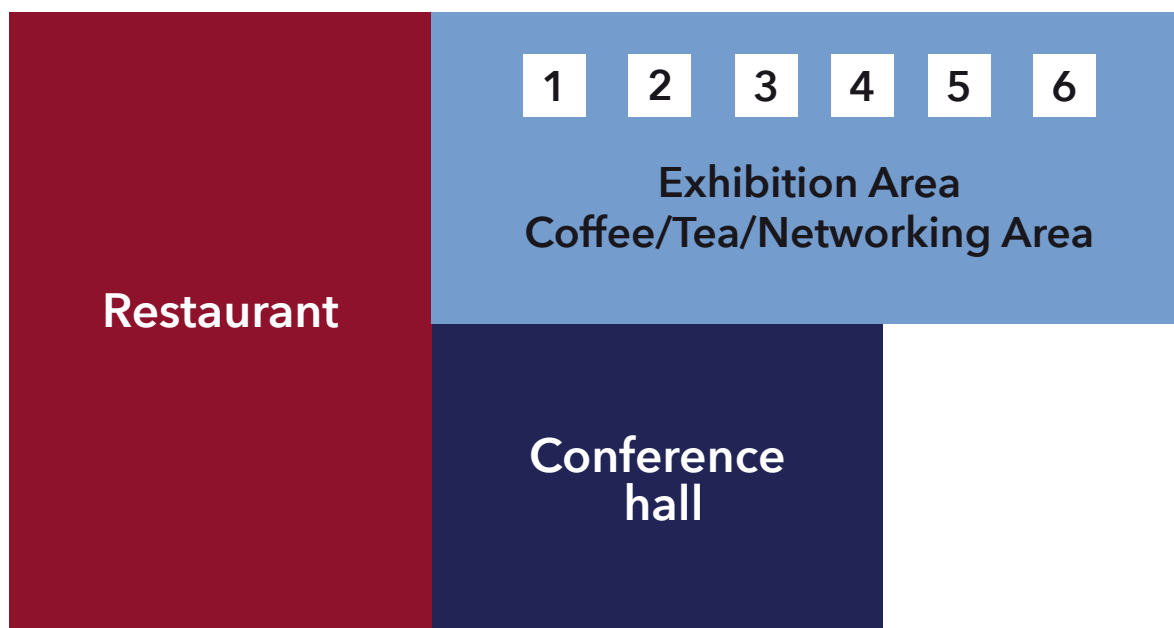 1 2 3 4 5 6
Exhibition Area
Coffee/Tea/Networking Area
Restaurant
Conference
hall